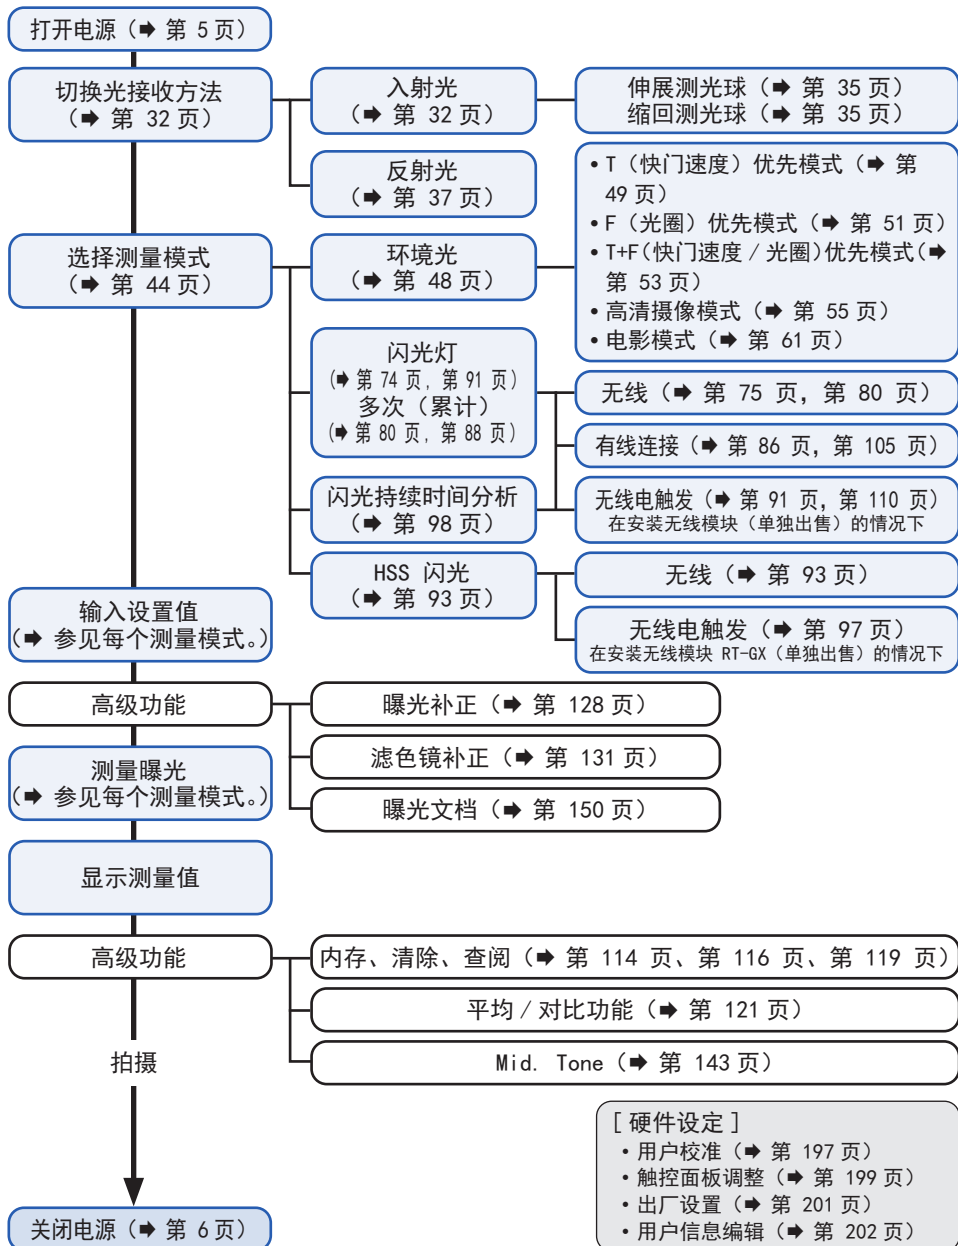 打开电源（➡ 第 5 页）
切换光接收方法
（➡ 第 32 页）
入射光
（➡ 第 32 页）
伸展测光球（➡ 第 35 页）
缩回测光球（➡ 第 35 页）
反射光
（➡ 第 37 页）
选择测量模式
（➡ 第 44 页）
环境光
（➡ 第 48 页）
• T（快门速度）优先模式（➡ 第
49 页）
• F（光圈）优先模式（➡ 第 51 页）
• T+F（快门速度 / 光圈）优先模式（➡
第 53 页）
• 高清摄像模式（➡ 第 55 页）
• 电影模式（➡ 第 61 页）
闪光灯
（➡ 第 74 页, 第 91 页）
多次（累计）
（➡ 第 80 页, 第 88 页）
无线（➡ 第 75 页, 第 80 页）
有线连接（➡ 第 86 页, 第 105 页）
闪光持续时间分析
（➡ 第 98 页）
无线电触发（➡ 第 91 页, 第 110 页）
在安装无线模块（单独出售）的情况下
HSS 闪光
（➡ 第 93 页）
无线（➡ 第 93 页）
无线电触发（➡ 第 97 页）
在安装无线模块 RT-GX（单独出售）的情况下
输入设置值
（➡ 参见每个测量模式。）
高级功能
曝光补正（➡ 第 128 页）
滤色镜补正（➡ 第 131 页）
曝光文档（➡ 第 150 页）
测量曝光
（➡ 参见每个测量模式。）
显示测量值
高级功能
内存、清除、查阅（➡ 第 114 页、第 116 页、第 119 页）
平均 / 对比功能（➡ 第 121 页）
Mid. Tone（➡ 第 143 页）
拍摄
关闭电源（➡ 第 6 页）
[ 硬件设定 ]
• 用户校准（➡ 第 197 页）
• 触控面板调整（➡ 第 199 页）
• 出厂设置（➡ 第 201 页）
• 用户信息编辑（➡ 第 202 页）